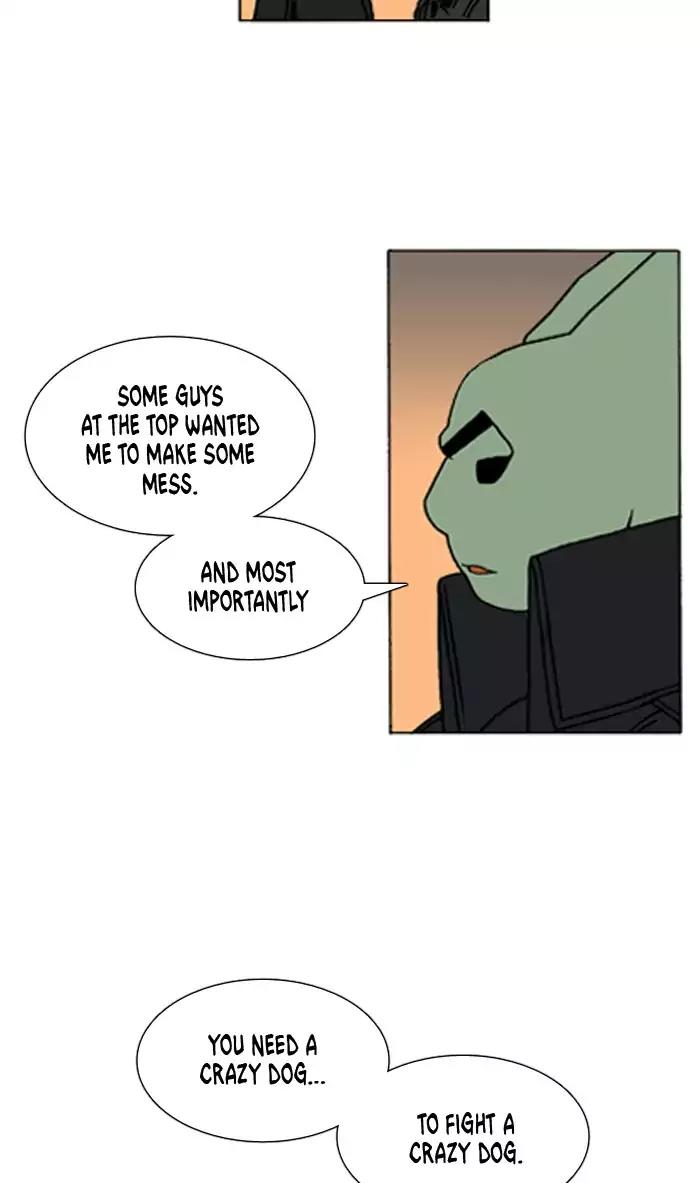 SOME GUYS
AT THE TOP WANTED
ME TO MAKE SOME
MESS.
AND MOST
IMPORTANTLY
YOU NEED A
CRAZY DOG...
TO FIGHT A
CRAZY DOG.